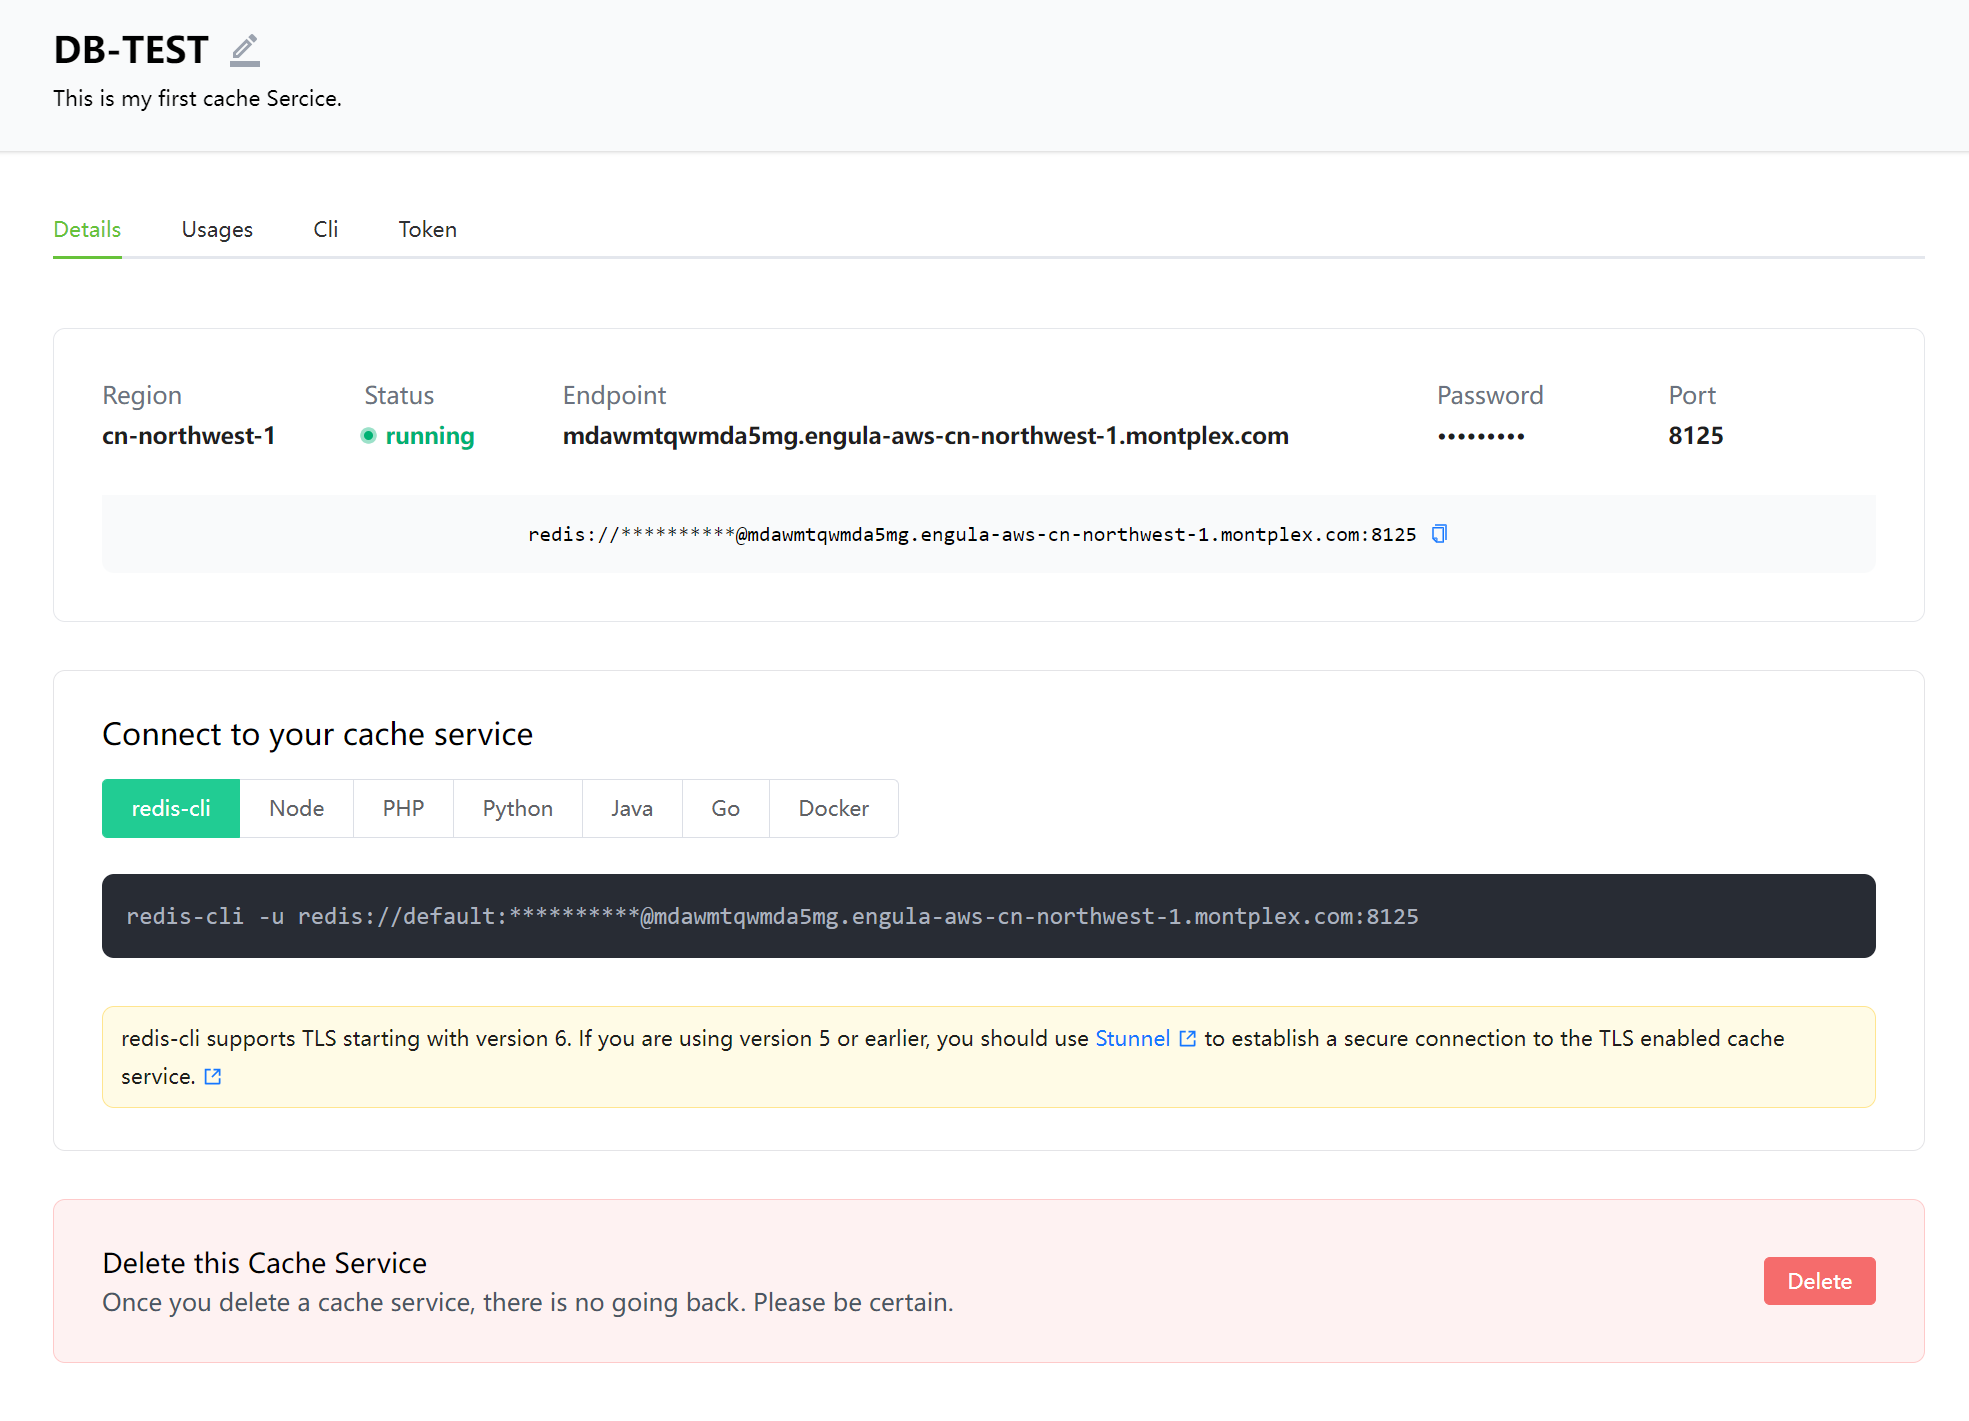 DB-TEST
This is my first cache Sercice.
Details Usages Cli Token
Region Status Endpoint Password Port
cn-northwest-1 running mdawmtqwmda5mg.engula-aws-cn-northwest-1.montplex.com ••••••••• 8125
redis://**********@mdawmtqwmda5mg.engula-aws-cn-northwest-1.montplex.com:8125
Connect to your cache service
redis-cli Node PHP Python Java Go Docker
redis-cli -u redis://default:**********@mdawmtqwmda5mg.engula-aws-cn-northwest-1.montplex.com:8125
redis-cli supports TLS starting with version 6. If you are using version 5 or earlier, you should use Stunnel to establish a secure connection to the TLS enabled cache
service.
Delete this Cache Service
Once you delete a cache service, there is no going back. Please be certain.
Delete